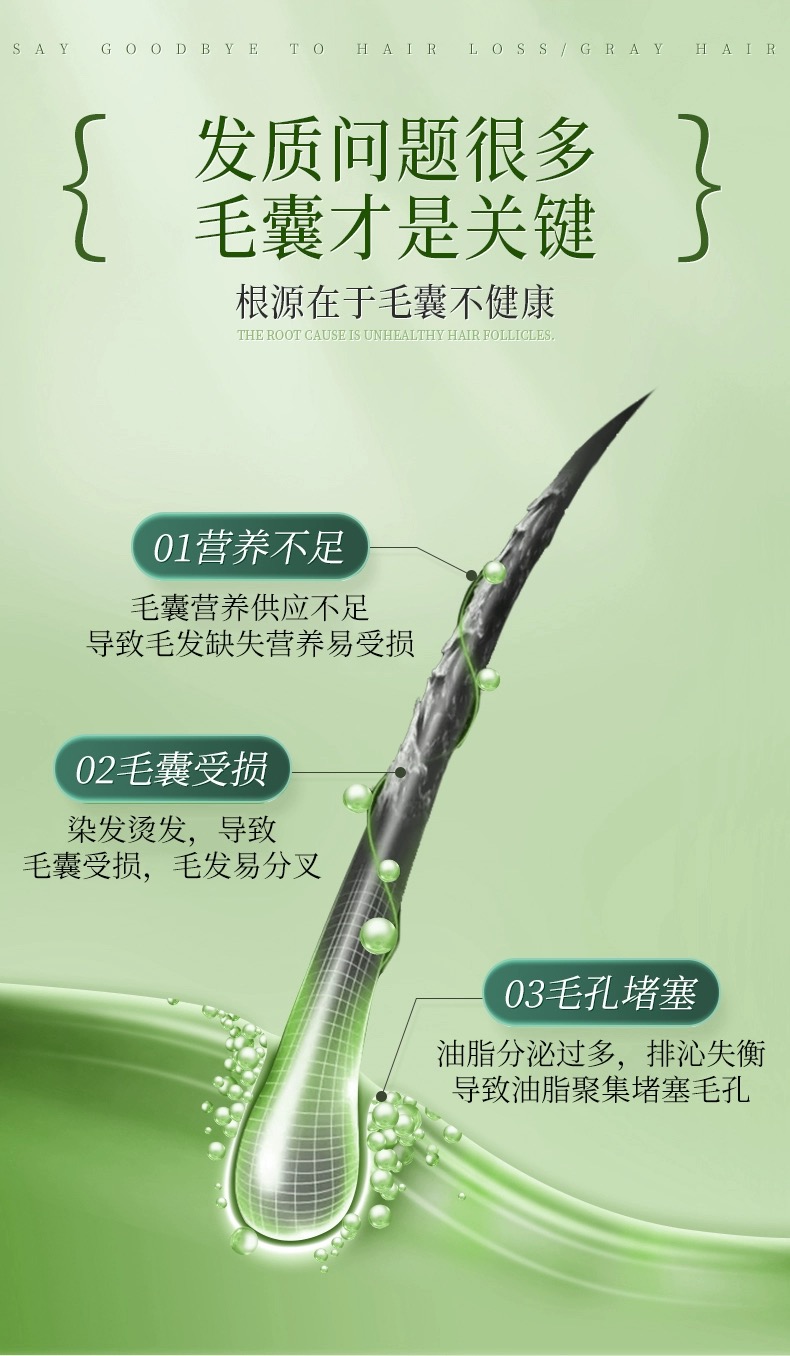 SAY GOODBYE TO HAIR LOSS/GRAY HAIR
发质问题很多
毛囊才是关键
根源在于毛囊不健康
THE ROOT CAUSE IS UNHEALTHY HAIR FOLLICLES.
01营养不足
毛囊营养供应不足
导致毛发缺失营养易受损
02毛囊受损
染发烫发，导致
毛囊受损，毛发易分叉
03毛孔堵塞
油脂分泌过多，排沁失衡
导致油脂聚集堵塞毛孔